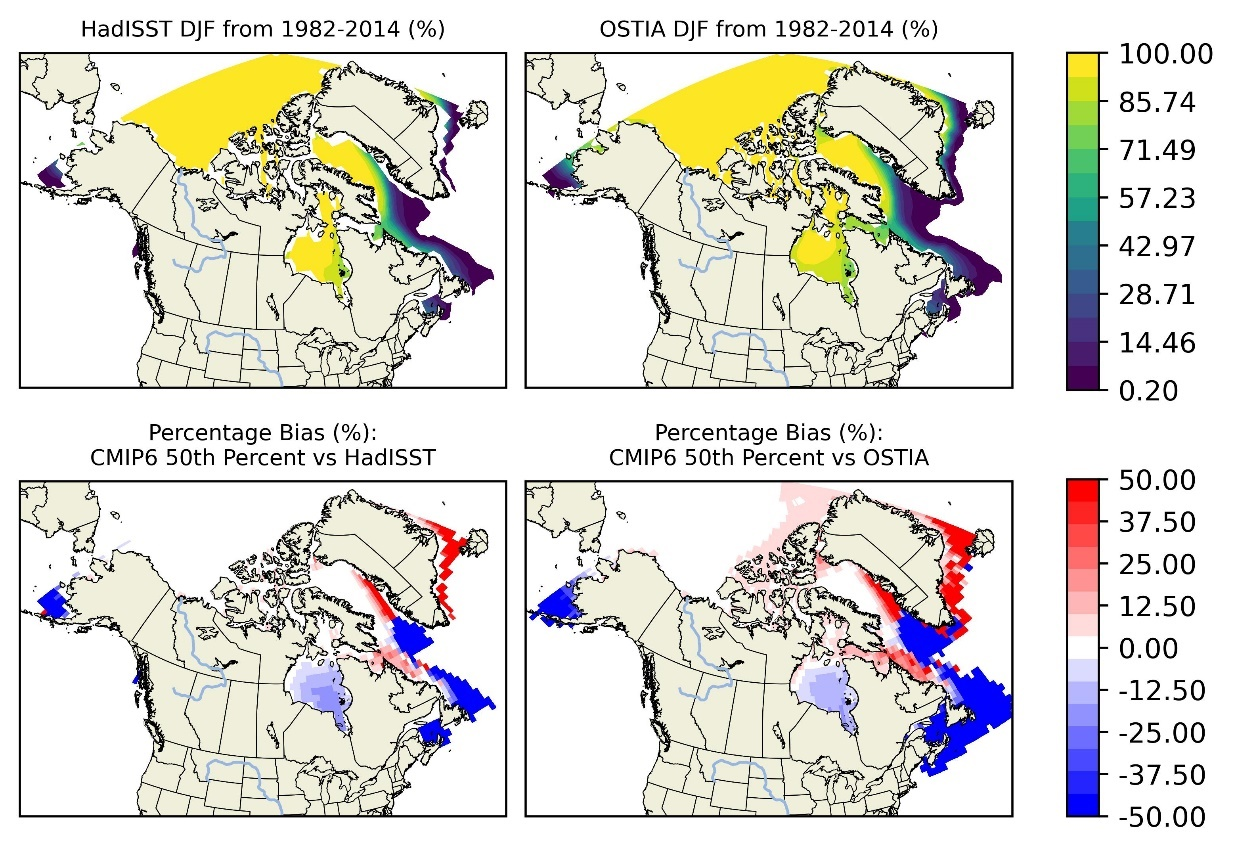 HadISST DJF from 1982-2014 (%)
OSTIA DJF from 1982-2014 (%)
100.00
85.74
71.49
57.23
42.97
28.71
14.46
0.20
Percentage Bias (%):
CMIP6 50th Percent vs HadISST
Percentage Bias (%):
CMIP6 50th Percent vs OSTIA
50.00
37.50
25.00
12.50
0.00
-12.50
-25.00
-37.50
-50.00